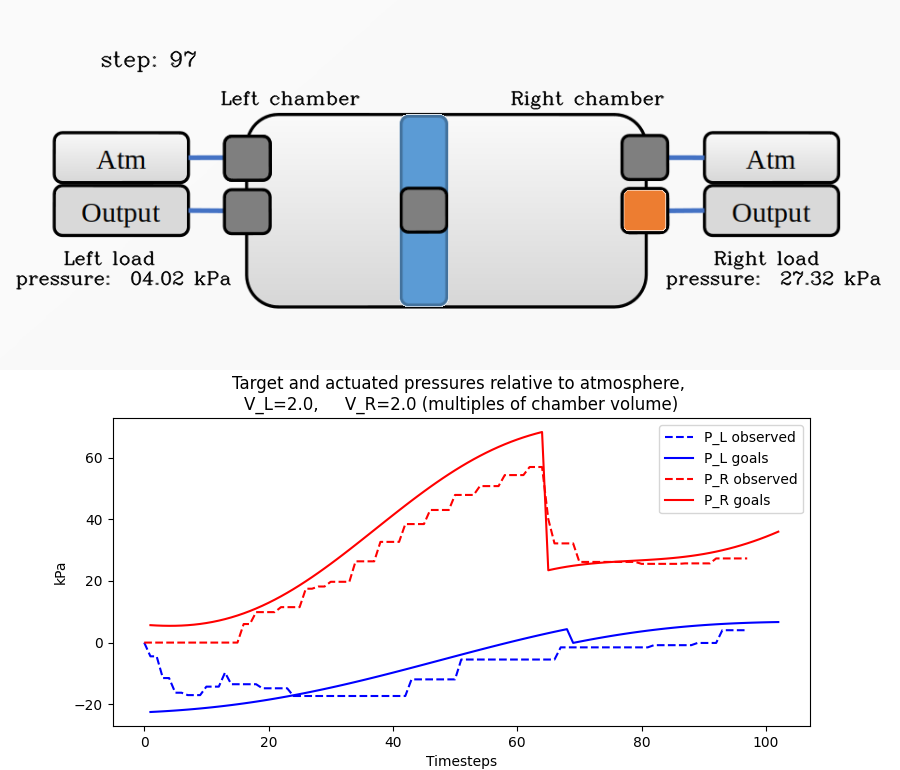 step: 97
Left chamber
Right chamber
Atm
Output
Atm
Output
Left load
pressure: 04.02 kPa
Right load
pressure: 27.32 kPa
Target and actuated pressures relative to atmosphere,
V_L=2.0, V_R=2.0 (multiples of chamber volume)
P_L observed
P_L goals
P_R observed
P_R goals
60
40
20
0
−20
kPa
0
20
40
60
80
100
Timesteps